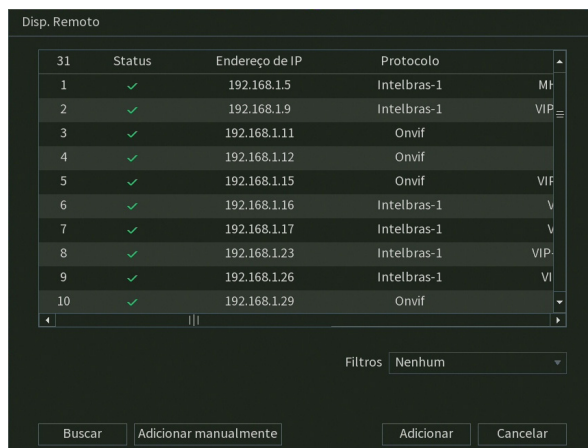 Disp. Remoto
31 Status Endereço de IP Protocolo
1 192.168.1.5 Intelbras-1
2 192.168.1.9 Intelbras-1 VIP
3 192.168.1.11 Onvif
4 192.168.1.12 Onvif
5 192.168.1.15 Onvif
6 192.168.1.16 Intelbras-1 V
7 192.168.1.17 Intelbras-1
8 192.168.1.23 Intelbras-1 VIP-
9 192.168.1.26 Intelbras-1 VI
10 192.168.1.29 Onvif
Filtros Nenhum
Buscar Adicionar manualmente Adicionar Cancelar